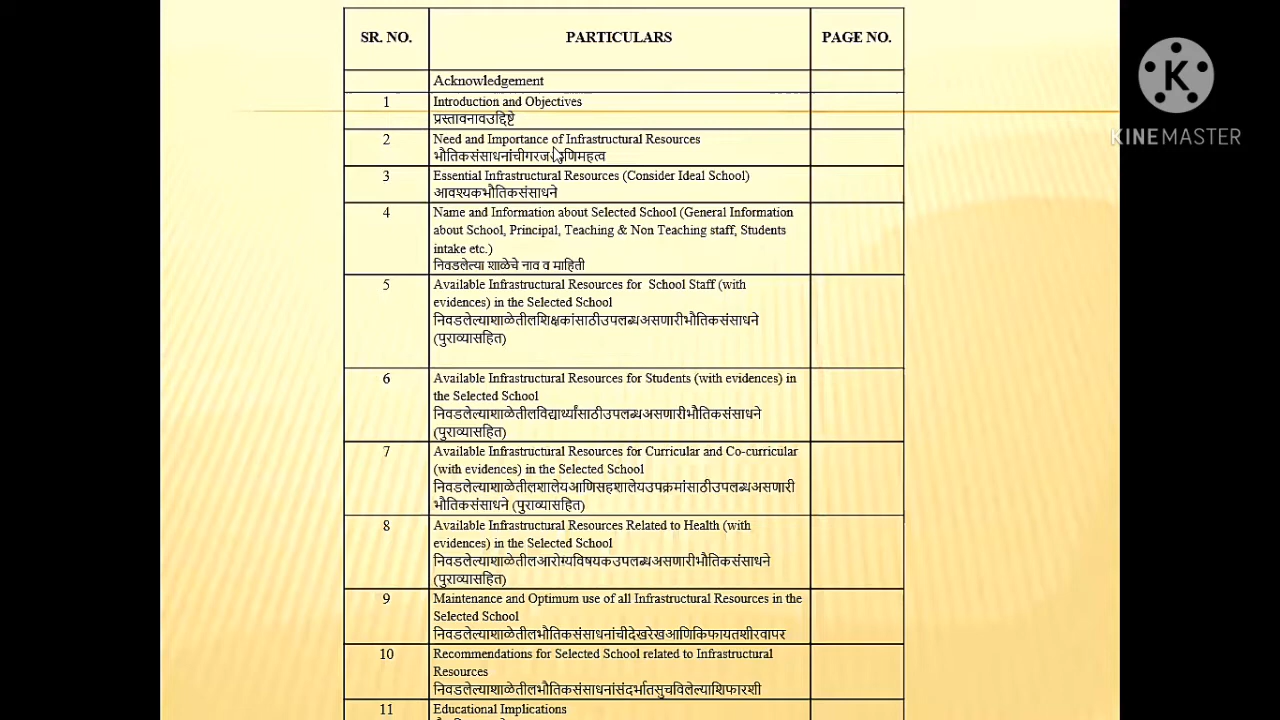 SR. NO. PARTICULARS PAGE NO.
Acknowledgement
1 Introduction and Objectives
प्रस्तावनावउद्दिष्टे
2 Need and Importance of Infrastructural Resources
3 Essential Infrastructural Resources (Consider Ideal School)
आवश्यकभौतिकसंसाधने
4 Name and Information about Selected School (General Information
about School, Principal, Teaching & Non Teaching staff, Students
intake etc.)
निवडलेल्या शाळेचे नाव व माहिती
5 Available Infrastructural Resources for School Staff (with
evidences) in the Selected School
निवडलेल्याशाळेतीलशिक्षकांसाठीउपलब्धअसणारीभौतिकसंसाधने
(पुराव्यासहित)
6 Available Infrastructural Resources for Students (with evidences) in
the Selected School
निवडलेल्याशाळेतीलविद्यार्थ्यांसाठीउपलब्धअसणारीभौतिकसंसाधने
(पुराव्यासहित)
7 Available Infrastructural Resources for Curricular and Co-curricular
(with evidences) in the Selected School
निवडलेल्याशाळेतीलशालेयआणिसहशालेयउपक्रमांसाठीउपलब्धअसणारी
भौतिकसंसाधने (पुराव्यासहित)
8 Available Infrastructural Resources Related to Health (with
evidences) in the Selected School
निवडलेल्याशाळेतीलआरोग्यविषयकउपलब्धअसणारीभौतिकसंसाधने
(पुराव्यासहित)
9 Maintenance and Optimum use of all Infrastructural Resources in the
Selected School
निवडलेल्याशाळेतीलभौतिकसंसाधनांचीदेखरेखआणिकिफायतशीरवापर
10 Recommendations for Selected School related to Infrastructural
Resources
निवडलेल्याशाळेतीलभौतिकसंसाधनांसंदर्भातसुचविलेल्याशिफारशी
11 Educational Implications
K
KINEMASTER